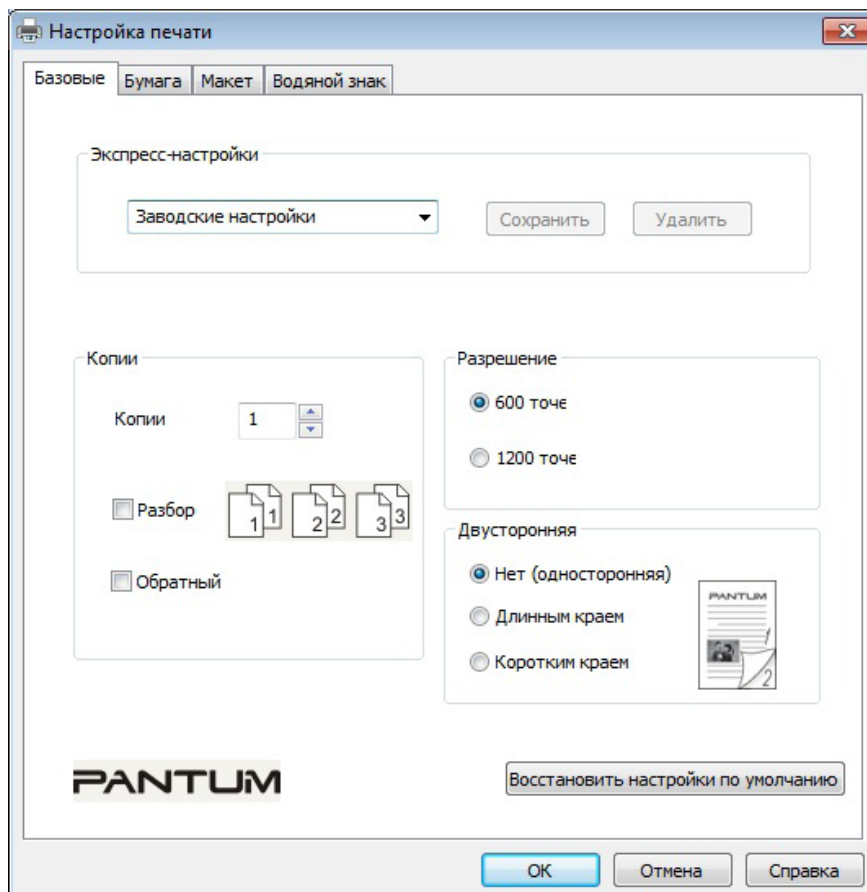 Настройка печати
Базовые Бумага Макет Водяной знак
Экспресс-настройки
Заводские настройки Сохранить Удалить
Копии
Копии 1
Разбор 1 1 2 2 3 3
Обратный
Разрешение
600 точе
1200 точе
Двусторонняя
Нет (односторонняя)
Длинным краем
Коротким краем
PANTUM
1
2
PANTUM
Восстановить настройки по умолчанию
OK Отмена Справка